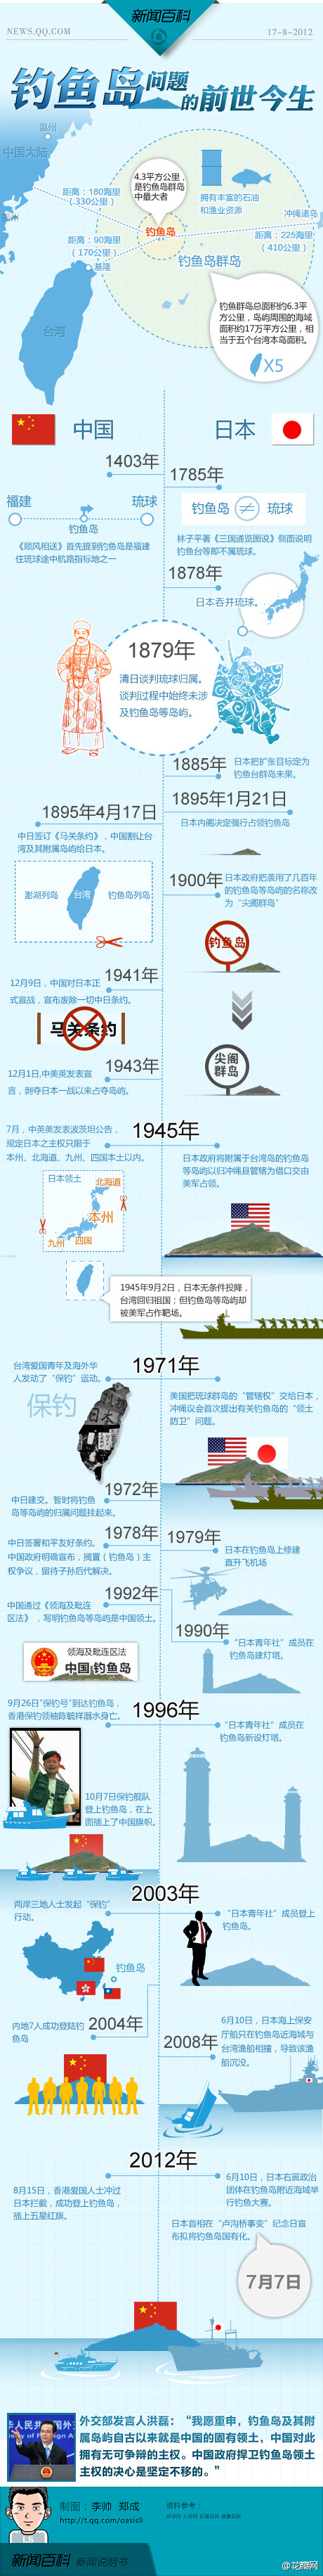 新闻百科
NEWS.QQ.COM
17-8-2012
钓鱼岛问题的前世今生
温州
中国大陆
福州
距离：180海里
（330公里）
4.3平方公里，
是钓鱼岛群岛
中最大者
拥有丰富的石油
和渔业资源
冲绳诸岛
距离：225海里
（410公里）
钓鱼岛
距离：90海里
（170公里）
基隆
钓鱼岛群岛
台湾
钓鱼群岛总面积约6.3平
方公里，岛屿周围的海域
面积约17万平方公里，相
当于五个台湾本岛面积。
X5
中国
日本
1403年
福建
琉球
钓鱼岛
《顺风相送》首先提到钓鱼岛是福建
往琉球途中航路指标地之一
1785年
钓鱼岛 ≠ 琉球
林子平著《三国通览图说》侧面说
明钓鱼台等即不属琉球。
1878年
日本吞并琉球。
1879年
清日谈判琉球归属。
谈判过程中始终未涉
及钓鱼岛等岛屿。
1885年
日本把扩张目标定为
钓鱼台群岛未果。
1895年1月21日
日本内阁决定强行占领钓鱼岛
1895年4月17日
中日签订《马关条约》，中国割让台
湾及其附属岛屿给日本。
澎湖列岛
台湾
钓鱼岛列岛
1900年
日本政府把袭用了几百年
的钓鱼岛等岛屿的名称改
为“尖阁群岛”
钓鱼岛
尖阁
群岛
1941年
12月9日，中国对日本正
式宣战，宣布废除一切中日条约。
马关条约
1943年
12月1日,中美英发表宣
言，剥夺日本一战以来占夺岛屿。
1945年
7月，中英美发表波茨坦公告，
规定日本之主权只限于
本州、北海道、九州、四国本土以内。
日本领土
北海道
本州
四国
九州
日本政府将附属于台湾岛的钓鱼岛
等岛屿以归冲绳县管辖为借口交由
美军占领。
1945年9月2日，日本无条件投降，
台湾回归祖国；但钓鱼岛等岛屿却
被美军占作靶场。
1971年
台湾爱国青年及海外华
人发动了“保钓”运动。
保钓
美国把琉球群岛的“管辖权”交给日本，
冲绳议会首次提出有关钓鱼岛的“领土
防卫”问题。
1972年
中日建交。暂时将钓鱼
岛等岛屿的归属问题挂起来。
1978年
中日签署和平友好条约。
中国政府明确宣布，搁置（钓鱼岛）主
权争议，留待子孙后代解决。
1979年
日本在钓鱼岛上修建
直升飞机场
1992年
中国通过《领海及毗连
区法》，写明钓鱼岛等岛屿是中国领土。
领海及毗连区法
中国·钓鱼岛
1990年
“日本青年社”成员在
钓鱼岛建灯塔。
1996年
9月26日“保钓号”到达钓鱼岛，
香港保钓领袖陈毓祥溺水身亡。
10月7日保钓舰队
登上钓鱼岛，在上
面插上了中国旗帜。
“日本青年社”成员在
钓鱼岛新设灯塔。
2003年
两岸三地人士发起“保钓”
行动。
钓鱼岛
“日本青年社”成员登上
钓鱼岛。
2004年
内地7人成功登陆钓
鱼岛
2008年
6月10日，日本海上保安
厅船只在钓鱼岛近海域与
台湾渔船相撞，导致该渔
船沉没。
2012年
8月15日，香港爱国人士冲过
日本拦截，成功登上钓鱼岛，
插上五星红旗。
6月10日，日本右翼政治
团体在钓鱼岛附近海域举
行钓鱼大赛。
日本首相在“卢沟桥事变”纪念日宣
布拟将钓鱼岛国有化。
7月7日
外交部发言人洪磊：“我愿重申，钓鱼岛及其附
属岛屿自古以来就是中国的固有领土，中国对此
拥有无可争辩的主权。中国政府捍卫钓鱼岛领土
主权的决心是坚定不移的。”
制图：李帅 郑成
http://t.qq.com/oasisli
资料参考：
新闻百科 新闻说明书
@花瓣网